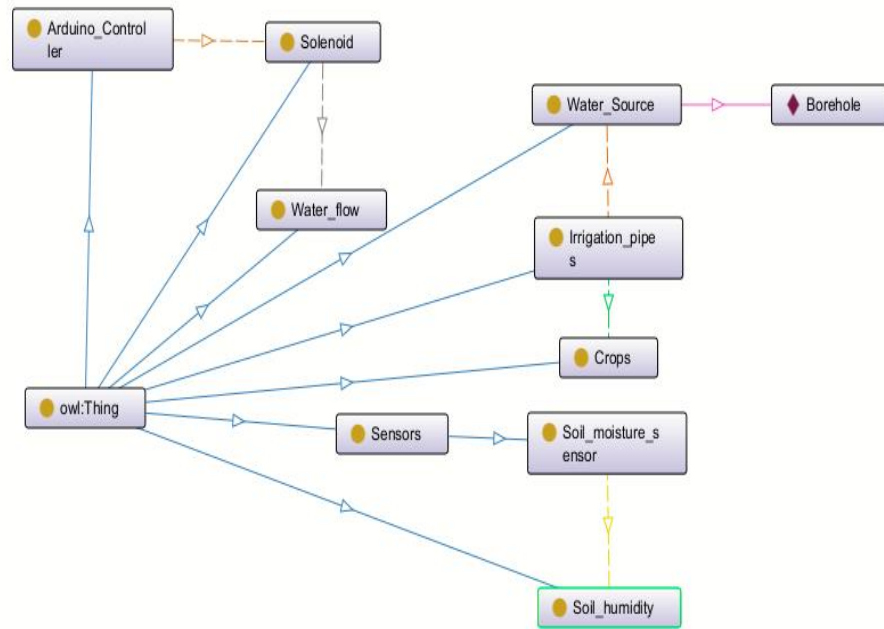 Arduino_Control
ler
Solenoid
Water_Source
Borehole
Water_flow
Irrigation_pipe
s
Crops
owl:Thing
Sensors
Soil_moisture_s
ensor
Soil_humidity